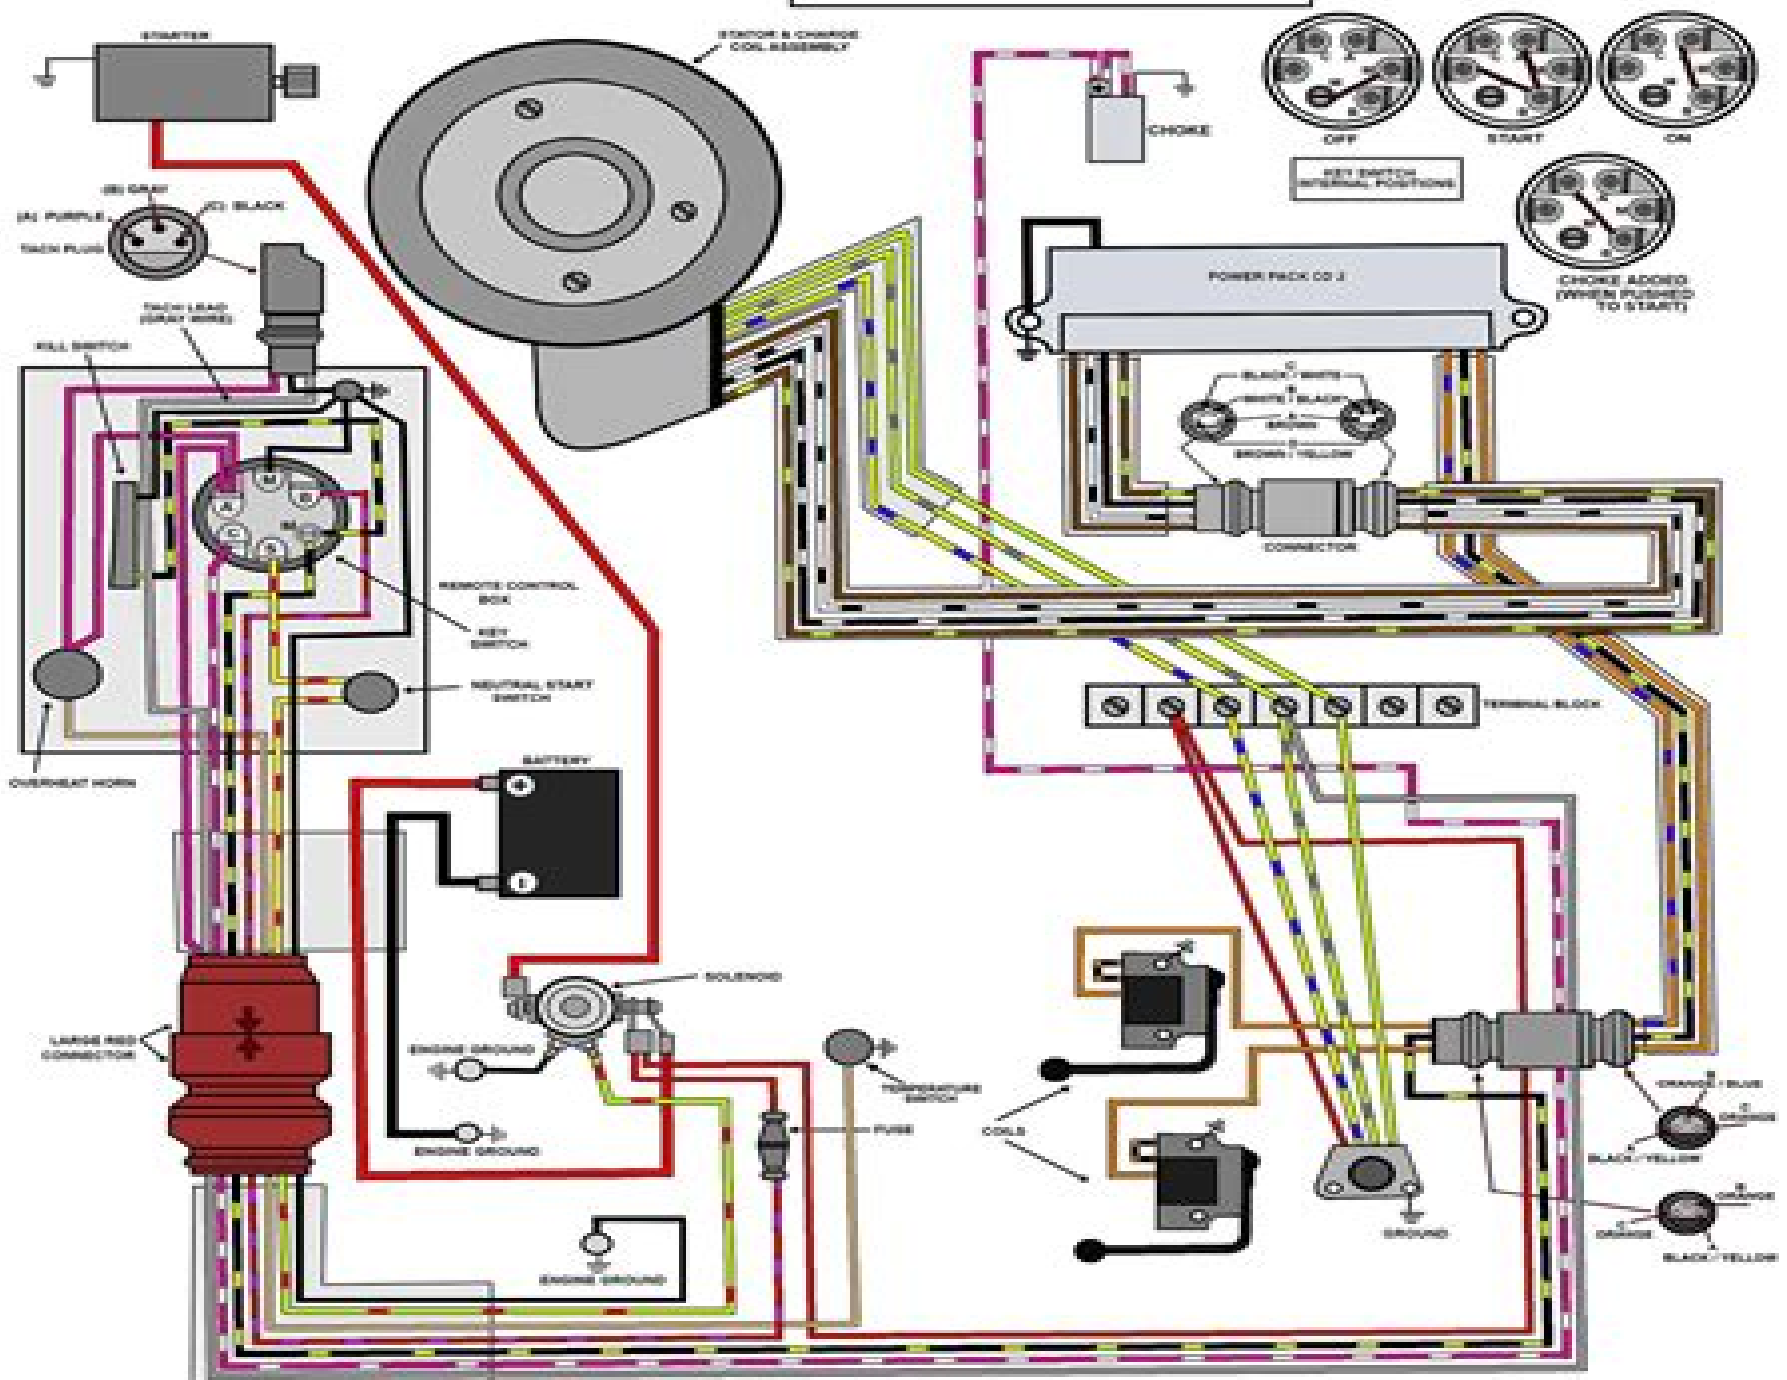 STARTER
STATOR & CHARGE
COIL ASSEMBLY
CHOKE
OFF
START
ON
KEY SWITCH
INTERNAL POSITIONS
CHOKE ADDED
(WHEN PUSHED
TO START)
(B) GRAY
(A) PURPLE
(C) BLACK
TACH PLUG
TACH LEAD
(GRAY WIRE)
KILL SWITCH
POWER PACK CD 2
C
BLACK / WHITE
B
WHITE / BLACK
A
BROWN
D
BROWN / YELLOW
CONNECTOR
M
B
A
M
C
S
REMOTE CONTROL
BOX
KEY
SWITCH
NEUTRAL START
SWITCH
OVERHEAT HORN
TERMINAL BLOCK
BATTERY
+
-
SOLENOID
LARGE RED
CONNECTOR
ENGINE GROUND
TEMPERATURE
SWITCH
FUSE
COILS
ENGINE GROUND
ENGINE GROUND
GROUND
B
ORANGE / BLUE
C
ORANGE
A
BLACK / YELLOW
B
ORANGE
C
ORANGE
A
BLACK / YELLOW